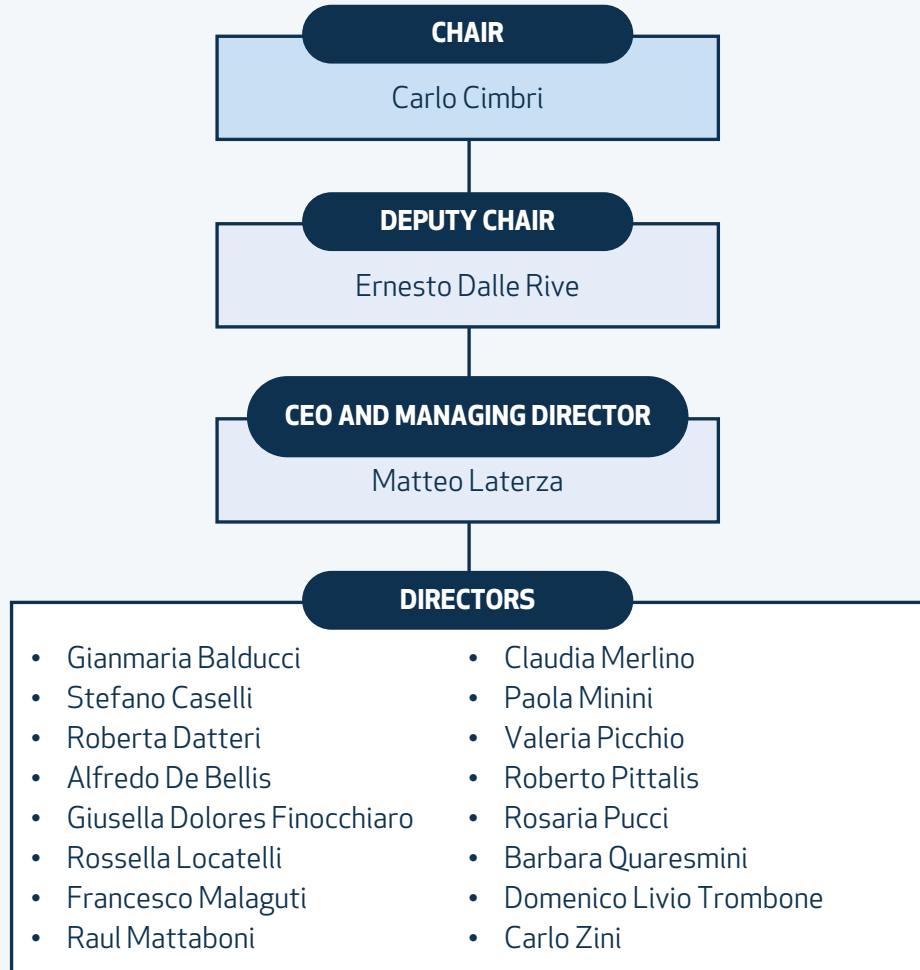 CHAIR
Carlo Cimbri
DEPUTY CHAIR
Ernesto Dalle Rive
CEO AND MANAGING DIRECTOR
Matteo Laterza
DIRECTORS
• Gianmaria Balducci
• Stefano Caselli
• Roberta Datteri
• Alfredo De Bellis
• Giusella Dolores Finocchiaro
• Rossella Locatelli
• Francesco Malaguti
• Raul Mattaboni
• Claudia Merlino
• Paola Minini
• Valeria Picchio
• Roberto Pittalis
• Rosaria Pucci
• Barbara Quaresmini
• Domenico Livio Trombone
• Carlo Zini